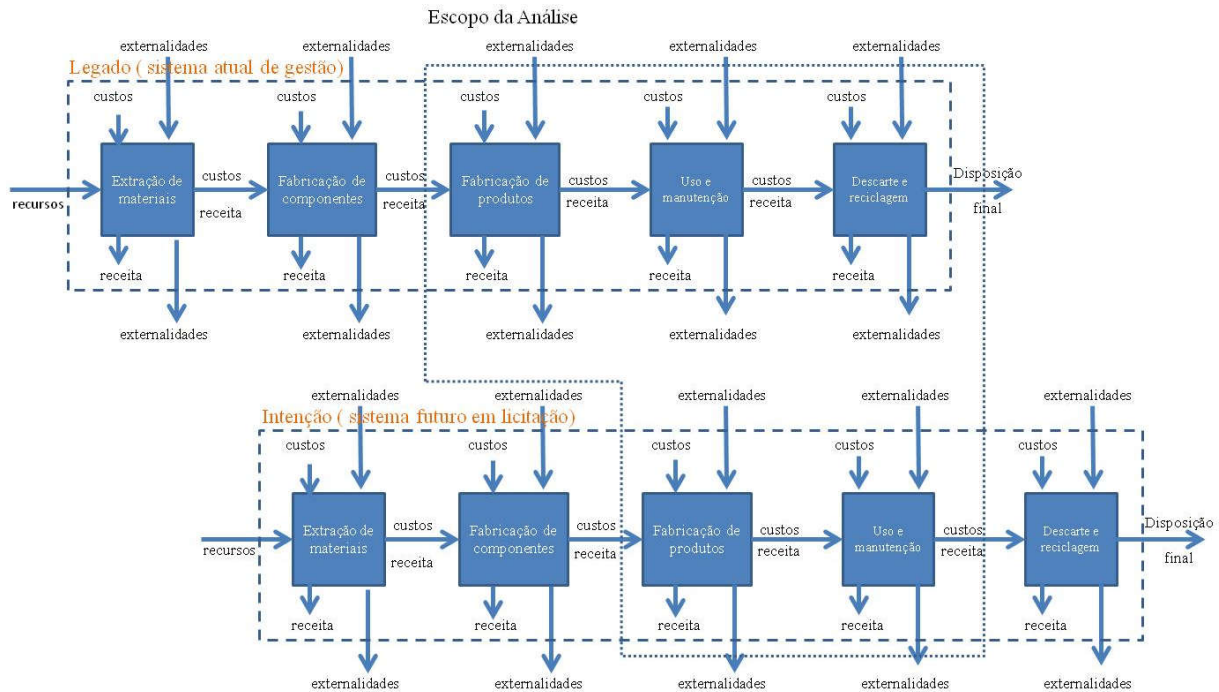 Escopo da Análise
externalidades externalidades externalidades externalidades externalidades
Legado ( sistema atual de gestão)
custos custos custos custos custos
Extração de materiais custos Fabricação de componentes custos Fabricação de produtos custos Uso e manutenção custos Descarte e reciclagem Disposição
recursos receita receita receita receita final
receita receita receita receita receita
externalidades externalidades externalidades externalidades externalidades
externalidades externalidades externalidades externalidades externalidades
Intenção ( sistema futuro em licitação)
custos custos custos custos custos
Extração de materiais custos Fabricação de componentes custos Fabricação de produtos custos Uso e manutenção custos Descarte e reciclagem Disposição
recursos receita receita receita receita final
receita receita receita receita receita
externalidades externalidades externalidades externalidades externalidades